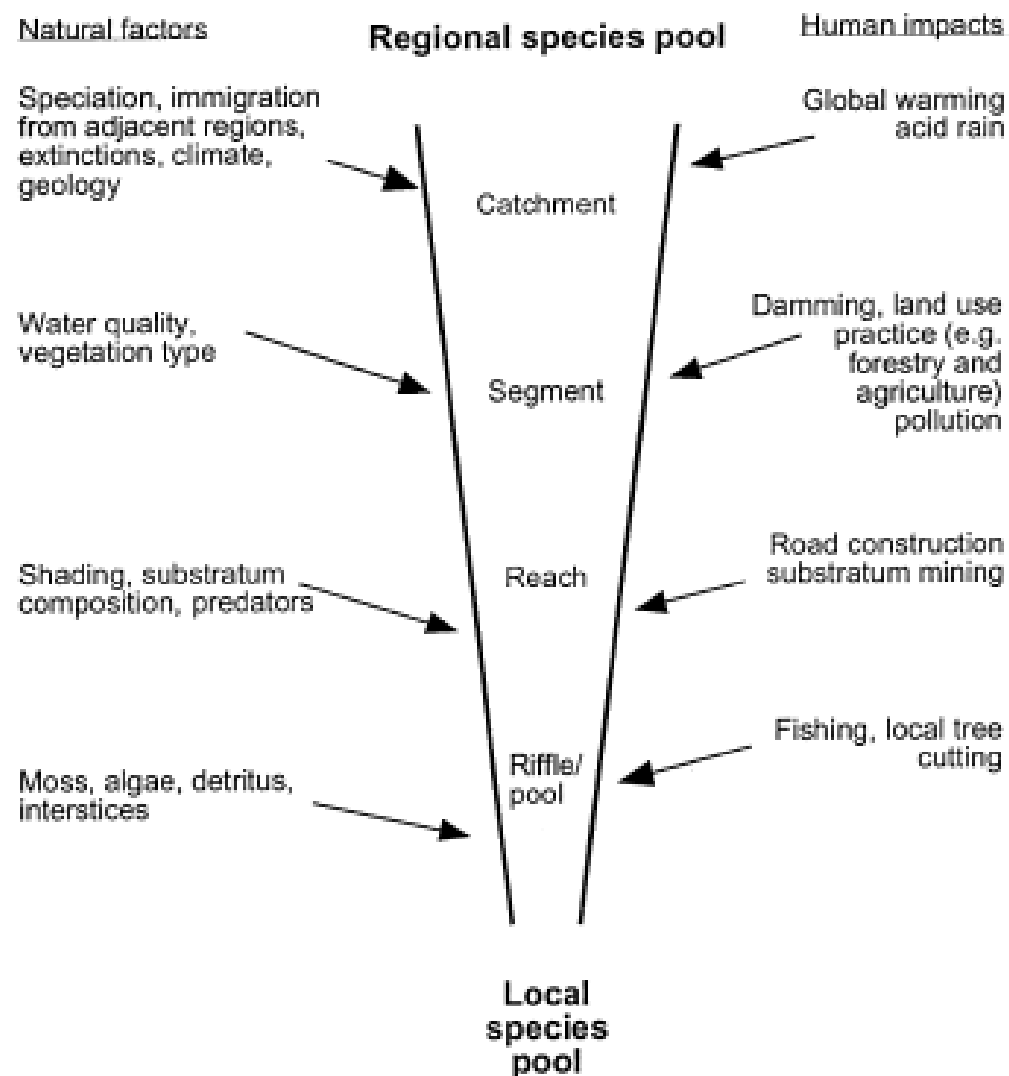 Natural factors
Regional species pool
Human impacts
Speciation, immigration
from adjacent regions,
extinctions, climate,
geology
Global warming
acid rain
Catchment
Water quality,
vegetation type
Damming, land use
practice (e.g.
forestry and
agriculture)
pollution
Segment
Shading, substratum
composition, predators
Reach
Road construction
substratum mining
Moss, algae, detritus,
interstices
Riffle/
pool
Fishing, local tree
cutting
Local
species
pool